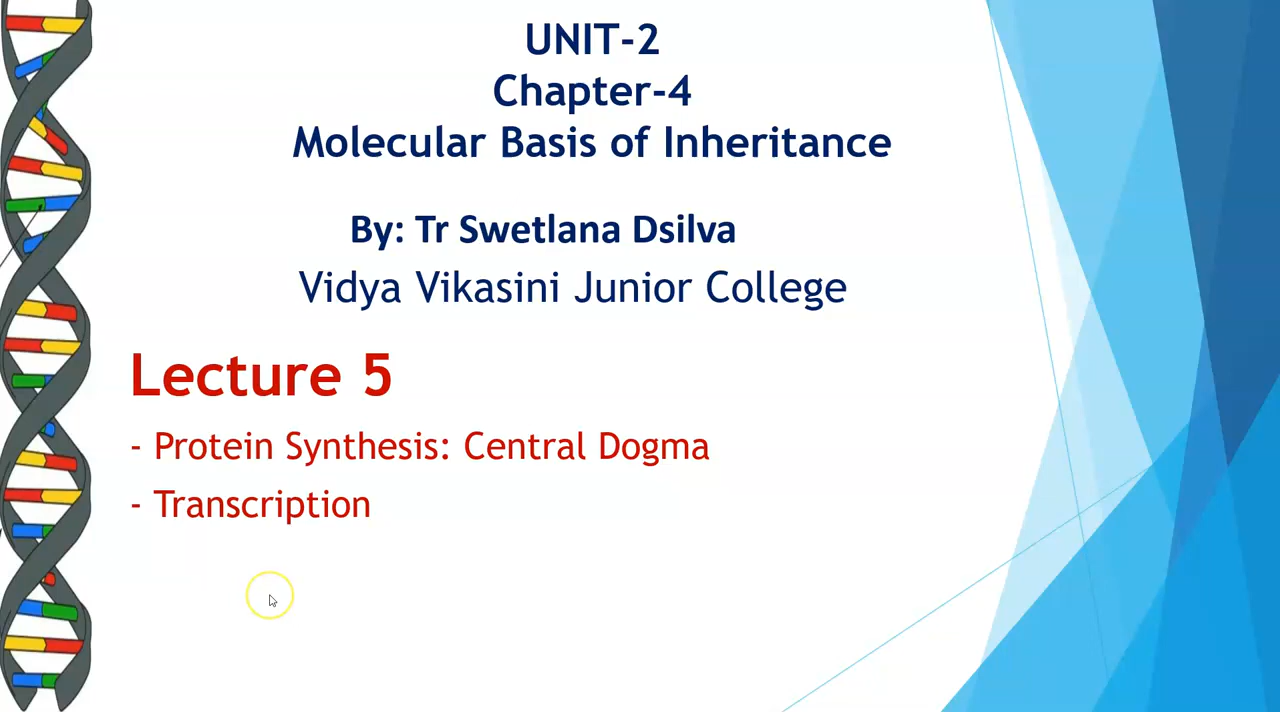 UNIT-2
Chapter-4
Molecular Basis of Inheritance
By: Tr Swetlana Dsilva
Vidya Vikasini Junior College
Lecture 5
- Protein Synthesis: Central Dogma
- Transcription